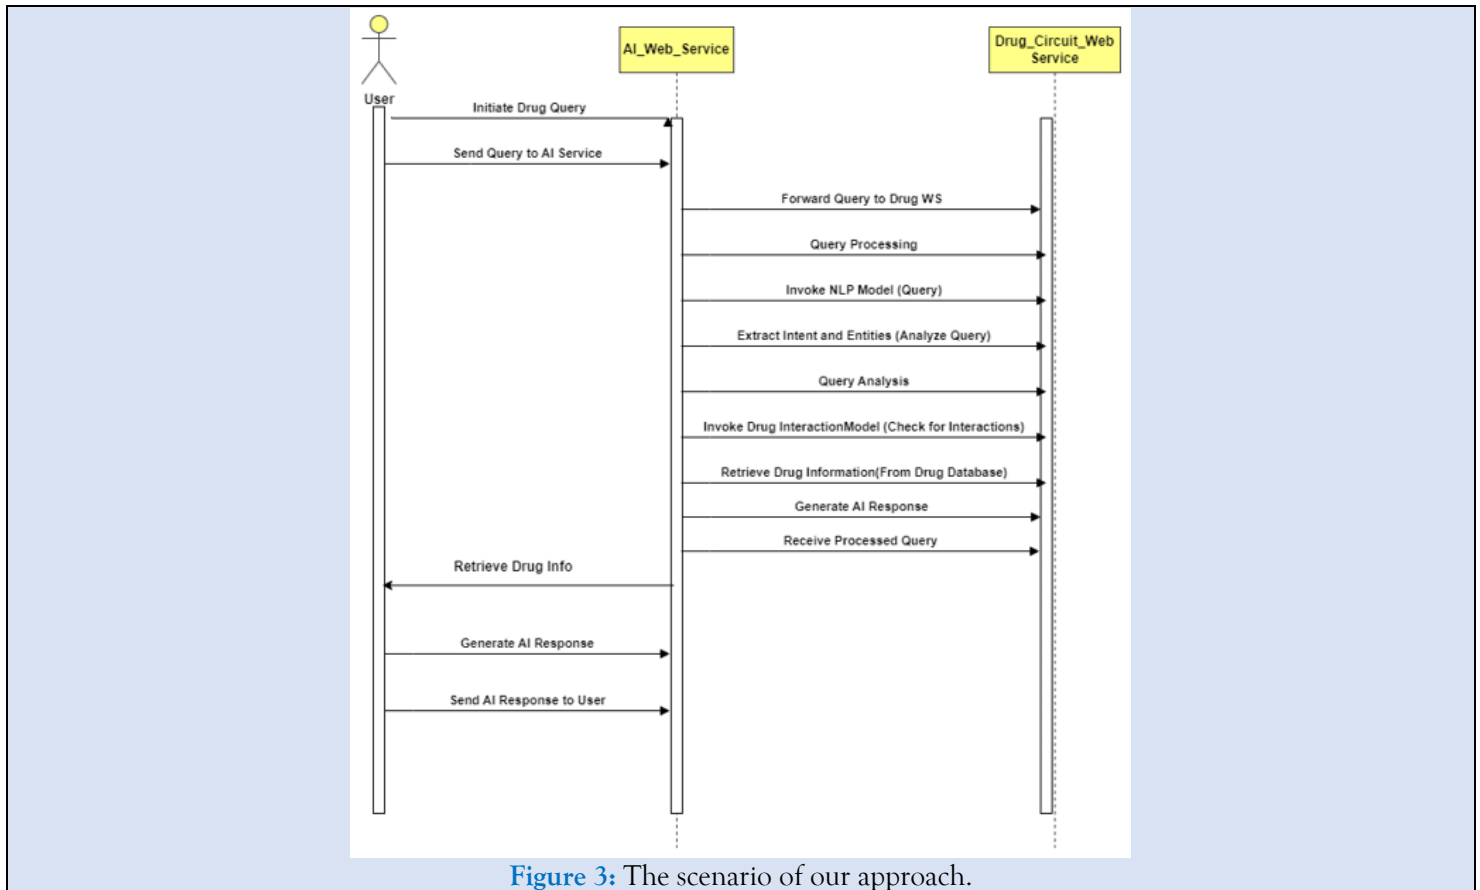 AI_Web_Service
Drug_Circuit_Web
Service
User
Initiate Drug Query
Send Query to AI Service
Forward Query to Drug WS
Query Processing
Invoke NLP Model (Query)
Extract Intent and Entities (Analyze Query)
Query Analysis
Invoke Drug InteractionModel (Check for Interactions)
Retrieve Drug Information(From Drug Database)
Generate AI Response
Receive Processed Query
Retrieve Drug Info
Generate AI Response
Send AI Response to User
Figure 3: The scenario of our approach.